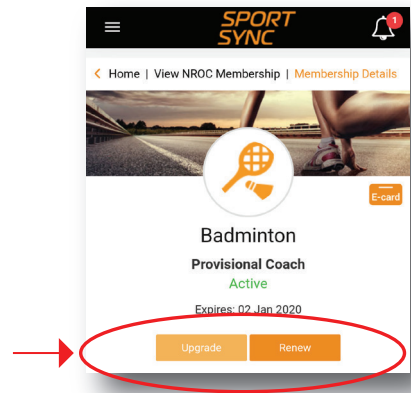 SPORT
SYNC
1
< Home | View NROC Membership | Membership Details
E-card
Badminton
Provisional Coach
Active
Expires: 02 Jan 2020
Upgrade Renew